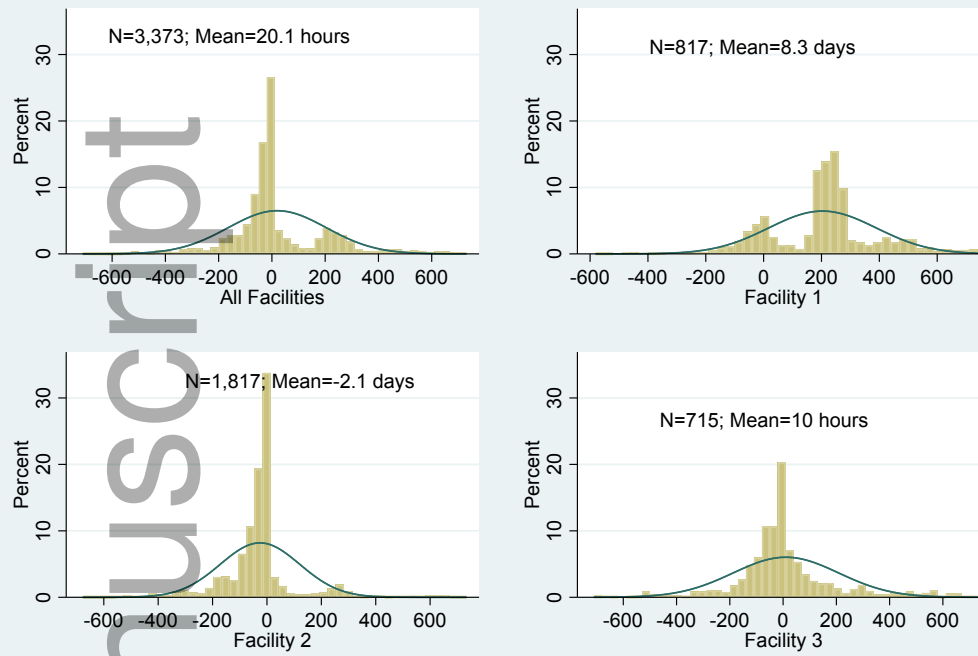 N=3,373; Mean=20.1 hours
Percent
30
20
10
0
-600 -400 -200 0 200 400 600
All Facilities
N=817; Mean=8.3 days
Percent
30
20
10
0
-600 -400 -200 0 200 400 600
Facility 1
N=1,817; Mean=-2.1 days
Percent
30
20
10
0
-600 -400 -200 0 200 400 600
Facility 2
N=715; Mean=10 hours
Percent
30
20
10
0
-600 -400 -200 0 200 400 600
Facility 3
nuscript